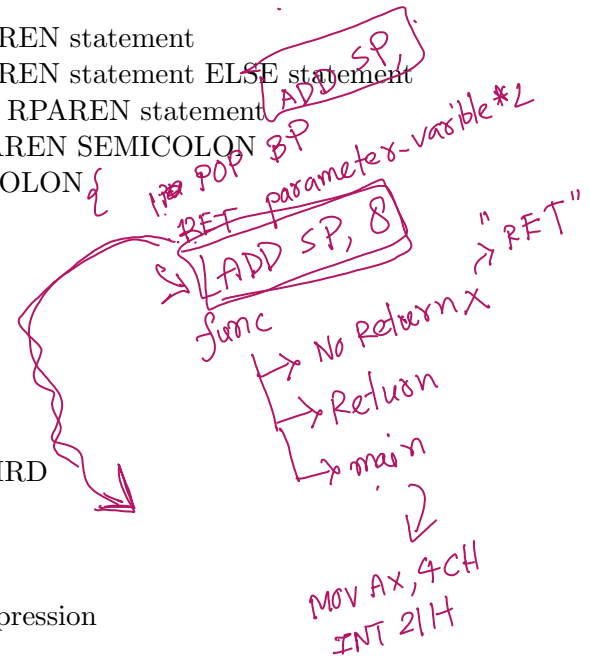 REN statement
REN statement ELSE statement
ADD SP,
RPAREN statement
AREN SEMICOLON
OLON {
POP BP
RET parameter-varible*2
ADD SP, 8
func
No Return X → "RET"
→ Return
→ main
IRD
MOV AX, 4CH
pression
INT 21H